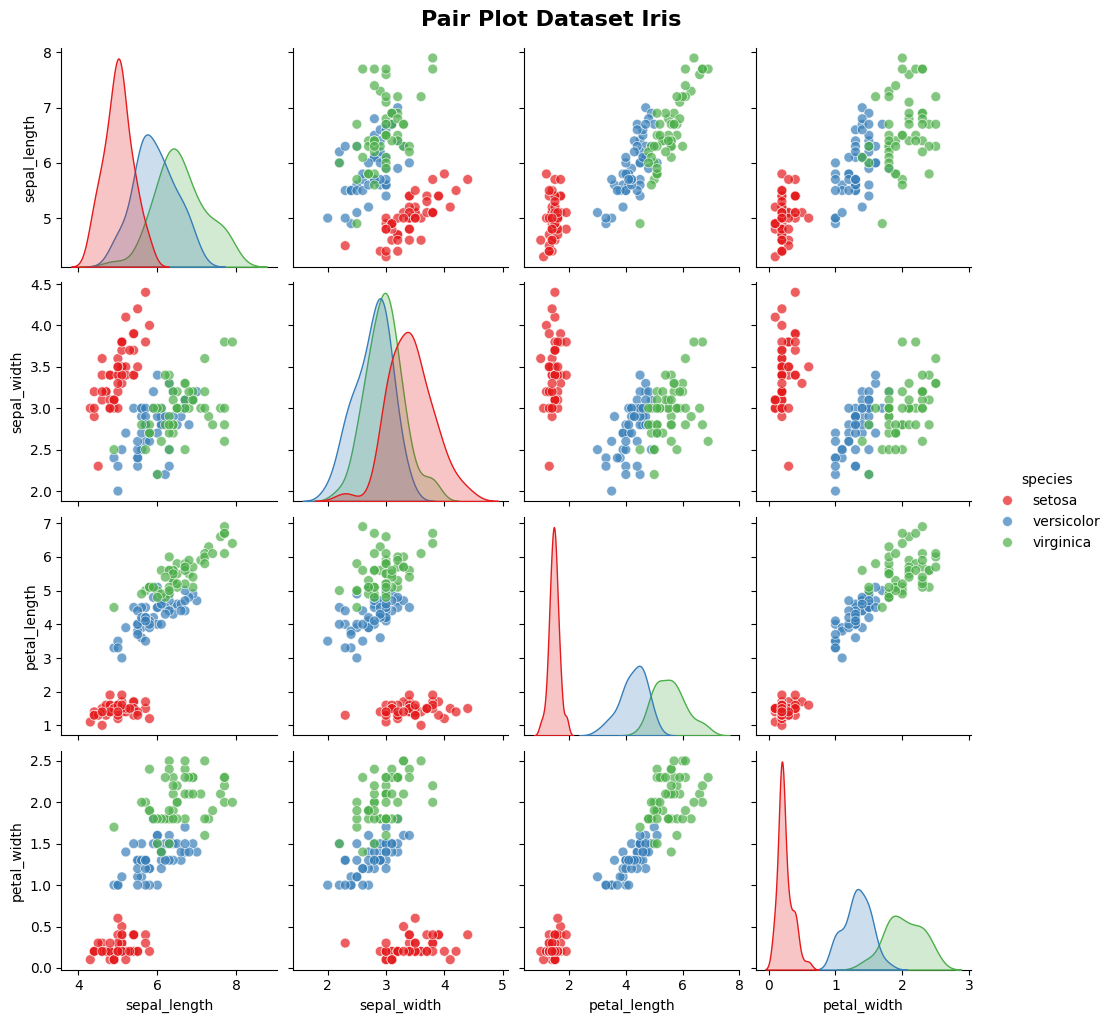 Pair Plot Dataset Iris
sepal_length
8
7
6
5
sepal_width
4.5
4.0
3.5
3.0
2.5
2.0
species
setosa
versicolor
virginica
petal_length
7
6
5
4
3
2
1
petal_width
2.5
2.0
1.5
1.0
0.5
0.0
4 6 8
2 3 4 5
2 4 6 8
0 1 2 3
sepal_length
sepal_width
petal_length
petal_width